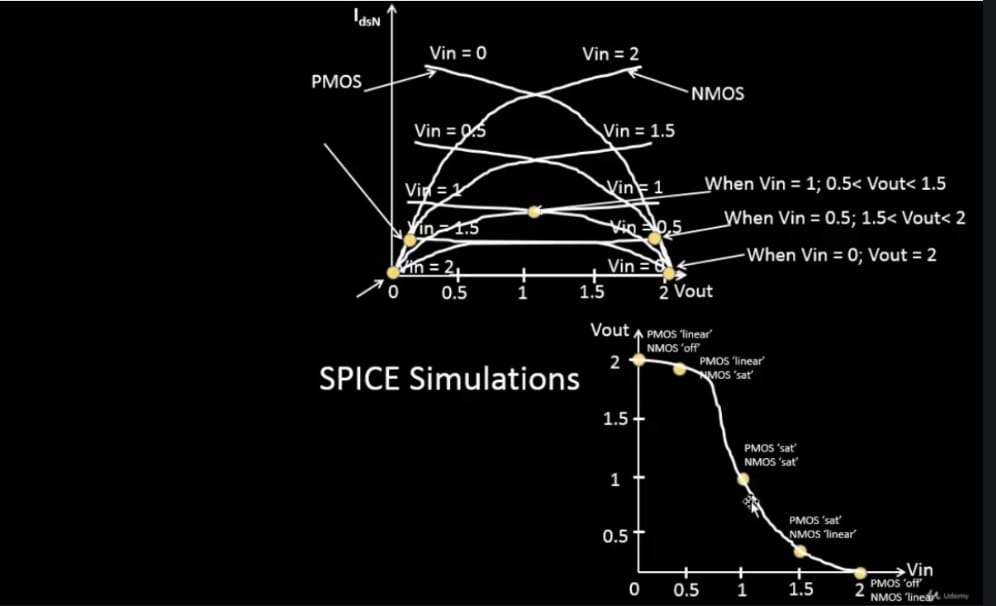 IdsN
Vin = 0
Vin = 2
PMOS
NMOS
Vin = 0.5
Vin = 1.5
Vin = 1
Vin = 1
When Vin = 1; 0.5< Vout< 1.5
Vin = 1.5
Vin = 0.5
When Vin = 0.5; 1.5< Vout< 2
Vin = 2
Vin = 0
When Vin = 0; Vout = 2
0 0.5 1 1.5 2 Vout
Vout
PMOS 'linear'
NMOS 'off'
2
PMOS 'linear'
NMOS 'sat'
SPICE Simulations
1.5
PMOS 'sat'
NMOS 'sat'
1
PMOS 'sat'
NMOS 'linear'
0.5
Vin
0 0.5 1 1.5 2
PMOS 'off'
NMOS 'linear'
Udemy